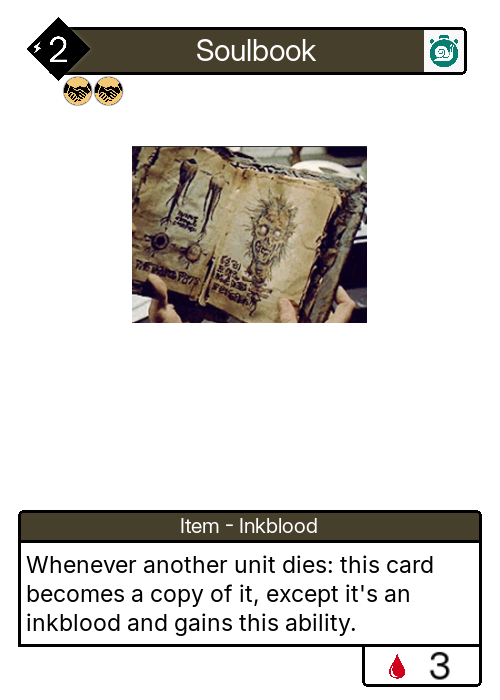 2
Soulbook
Item - Inkblood
Whenever another unit dies: this card
becomes a copy of it, except it's an
inkblood and gains this ability.
3